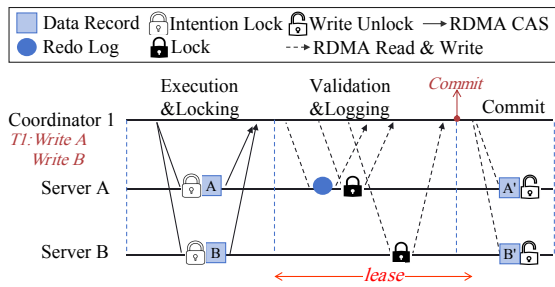 Data Record
Intention Lock
Write Unlock
RDMA CAS
Redo Log
Lock
RDMA Read & Write
Execution
&Locking
Validation
&Logging
Commit
Commit
Coordinator 1
T1: Write A
Write B
Server A
A
A'
Server B
B
B'
lease